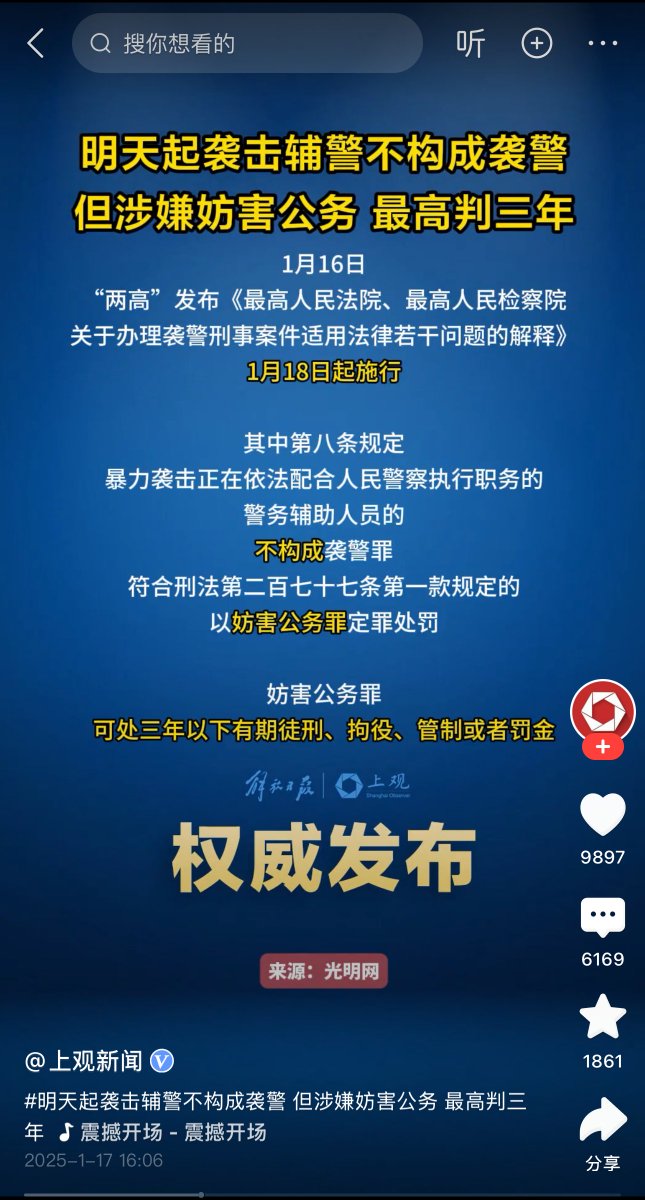 搜你想看的
听
明天起袭击辅警不构成袭警
但涉嫌妨害公务 最高判三年
1月16日
“两高”发布《最高人民法院、最高人民检察院
关于办理袭警刑事案件适用法律若干问题的解释》
1月18日起施行
其中第八条规定
暴力袭击正在依法配合人民警察执行职务的
警务辅助人员的
不构成袭警罪
符合刑法第二百七十七条第一款规定的
以妨害公务罪定罪处罚
妨害公务罪
可处三年以下有期徒刑、拘役、管制或者罚金
解放日报 上观
Shanghai Observer
权威发布
来源：光明网
9897
6169
1861
分享
@上观新闻
#明天起袭击辅警不构成袭警 但涉嫌妨害公务 最高判三
年 震撼开场 - 震撼开场
2025-1-17 16:06